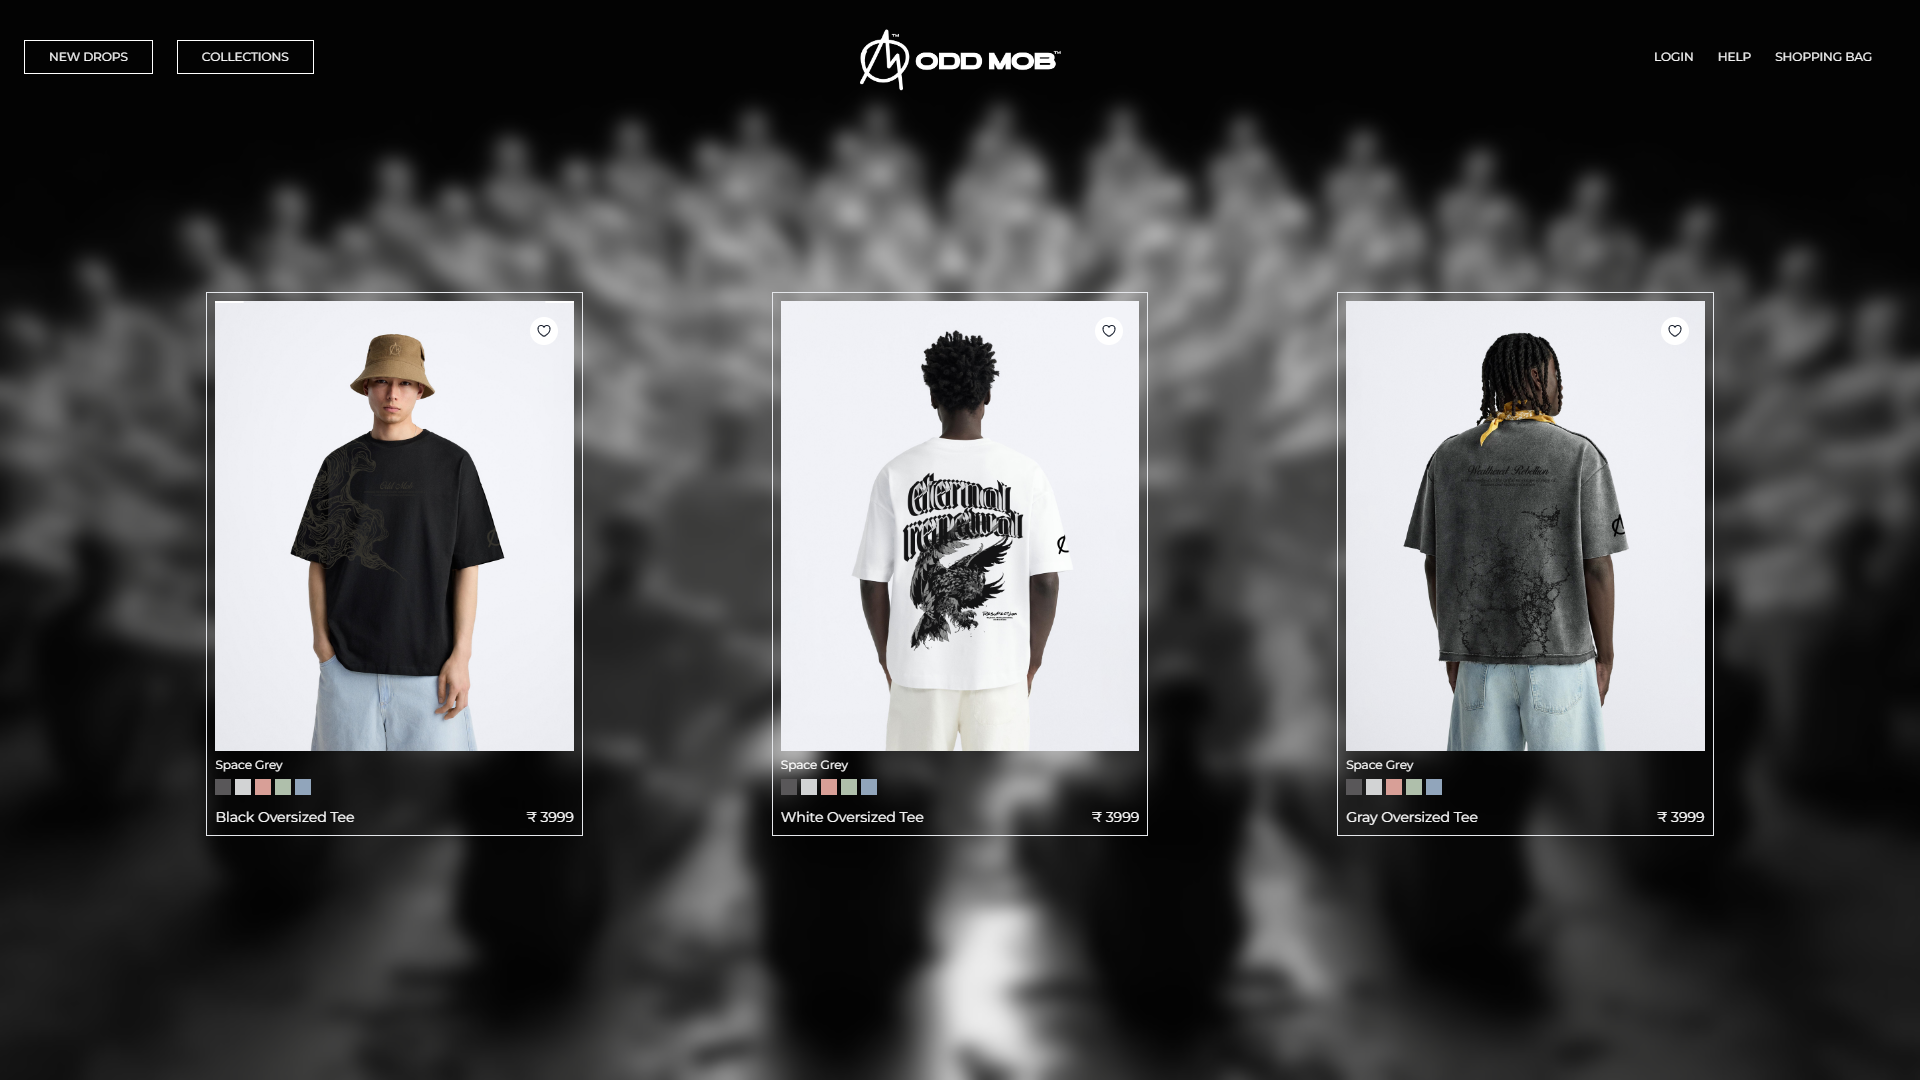 NEW DROPS
COLLECTIONS
ODD MOB™
LOGIN
HELP
SHOPPING BAG
eternal
Resurrection
Weathered Rebellion
Space Grey
Black Oversized Tee
₹ 3999
Space Grey
White Oversized Tee
₹ 3999
Space Grey
Gray Oversized Tee
₹ 3999